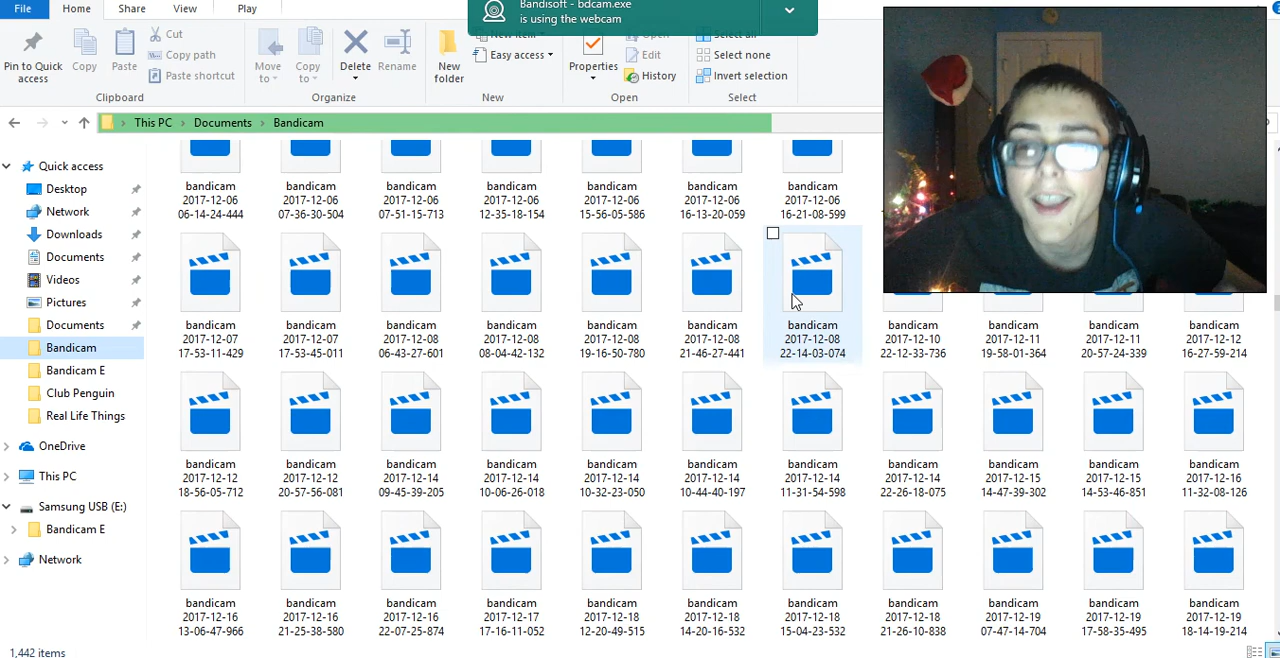 File
Home
Share
View
Play
Bandisoft - bdcam.exe
is using the webcam
Pin to Quick
access
Copy
Paste
Cut
Copy path
Paste shortcut
Clipboard
Move
to
Copy
to
Delete
Rename
Organize
New
folder
New item
Easy access
New
Properties
Open
Edit
History
Open
Select all
Select none
Invert selection
Select
This PC > Documents > Bandicam
Quick access
Desktop
Network
Downloads
Documents
Videos
Pictures
Documents
Bandicam
Bandicam E
Club Penguin
Real Life Things
OneDrive
This PC
Samsung USB (E:)
Bandicam E
Network
bandicam
2017-12-06
06-14-24-444
bandicam
2017-12-06
07-36-30-504
bandicam
2017-12-06
07-51-15-713
bandicam
2017-12-06
12-35-18-154
bandicam
2017-12-06
15-56-05-586
bandicam
2017-12-06
16-13-20-059
bandicam
2017-12-06
16-21-08-599
bandicam
2017-12-07
17-53-11-429
bandicam
2017-12-07
17-53-45-011
bandicam
2017-12-08
06-43-27-601
bandicam
2017-12-08
08-04-42-132
bandicam
2017-12-08
19-16-50-780
bandicam
2017-12-08
21-46-27-441
bandicam
2017-12-08
22-14-03-074
bandicam
2017-12-10
22-12-33-736
bandicam
2017-12-11
19-58-01-364
bandicam
2017-12-11
20-57-24-339
bandicam
2017-12-12
16-27-59-214
bandicam
2017-12-12
18-56-05-712
bandicam
2017-12-12
20-57-56-081
bandicam
2017-12-14
09-45-39-205
bandicam
2017-12-14
10-06-26-018
bandicam
2017-12-14
10-32-23-050
bandicam
2017-12-14
10-44-40-197
bandicam
2017-12-14
11-31-54-598
bandicam
2017-12-14
22-26-18-075
bandicam
2017-12-15
14-47-39-302
bandicam
2017-12-15
14-53-46-851
bandicam
2017-12-16
11-32-08-126
bandicam
2017-12-16
13-06-47-966
bandicam
2017-12-16
21-25-38-580
bandicam
2017-12-16
22-07-25-874
bandicam
2017-12-17
17-16-11-052
bandicam
2017-12-18
12-20-49-515
bandicam
2017-12-18
14-20-16-532
bandicam
2017-12-18
15-04-23-532
bandicam
2017-12-18
21-26-10-838
bandicam
2017-12-19
07-47-14-704
bandicam
2017-12-19
17-58-35-495
bandicam
2017-12-19
18-14-19-214
1,442 items